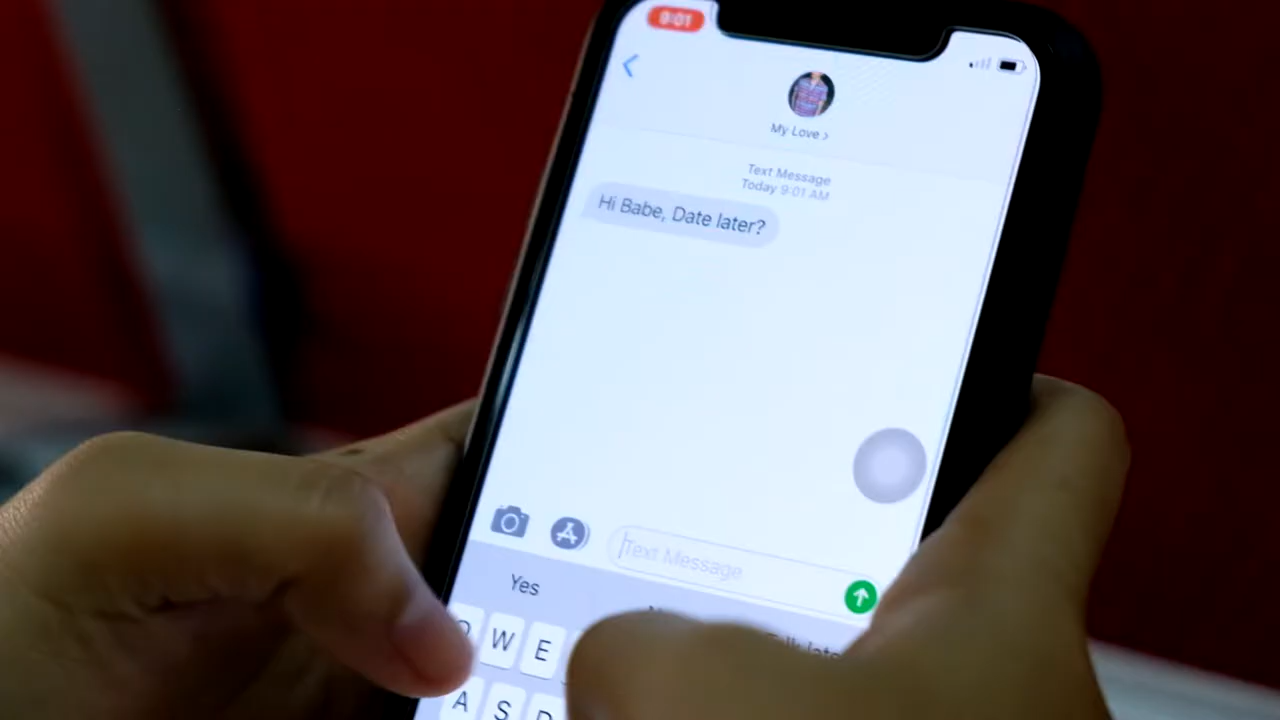 9:01
My Love >
Text Message
Today 9:01 AM
Hi Babe, Date later?
Text Message
Yes
W E
A S D